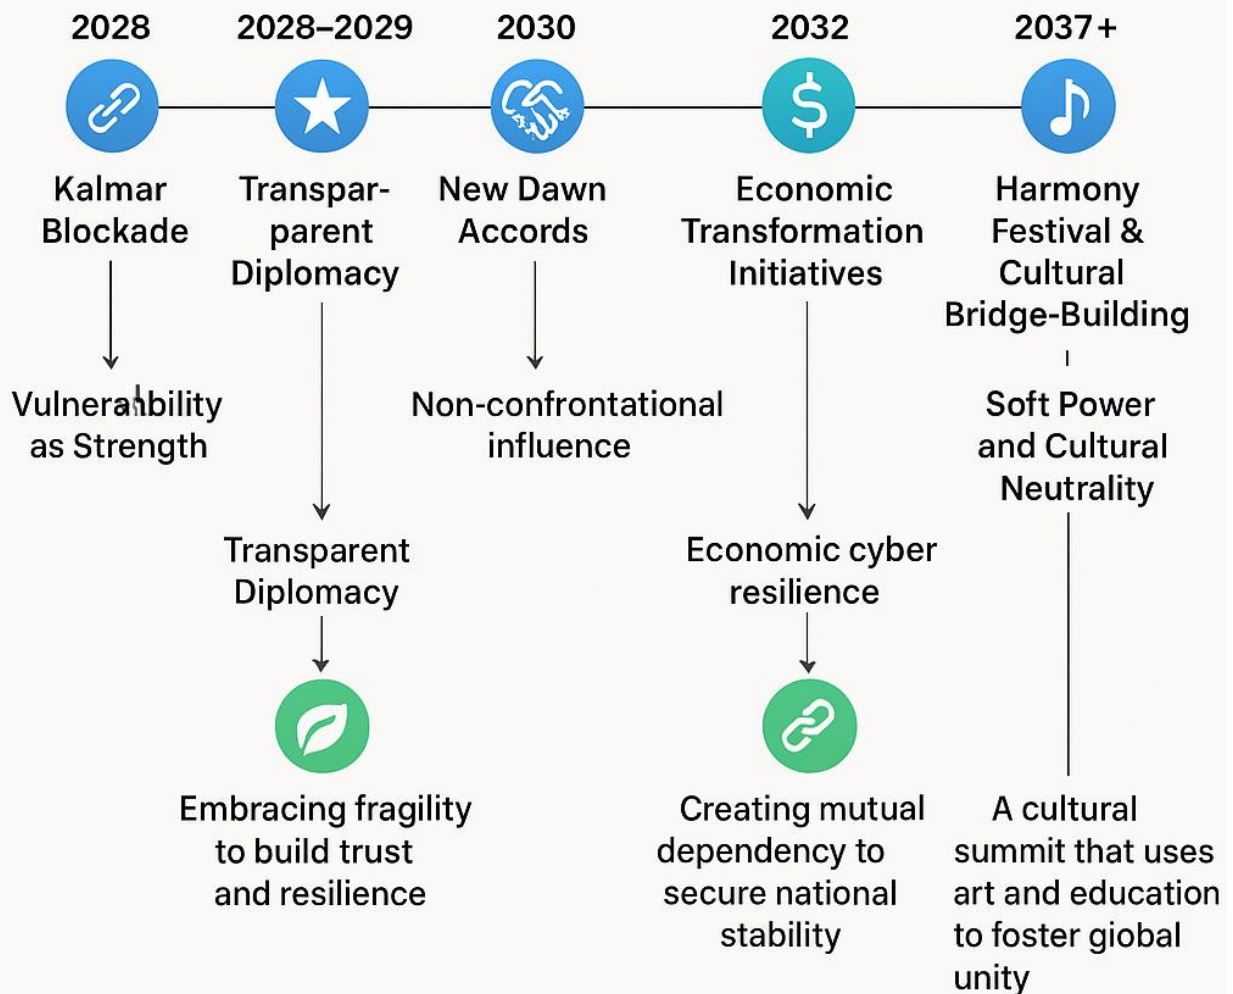 2028
2028–2029
2030
2032
2037+
Kalmar
Blockade
Transpar-
parent
Diplomacy
New Dawn
Accords
Economic
Transformation
Initiatives
Harmony
Festival &
Cultural
Bridge-Building
as Strength
Non-confrontational
influence
Soft Power
and Cultural
Neutrality
Transparent
Diplomacy
Economic cyber
resilience
Embracing fragility
to build trust
and resilience
Creating mutual
dependency to
secure national
stability
A cultural
summit that uses
art and education
to foster giobal
unity